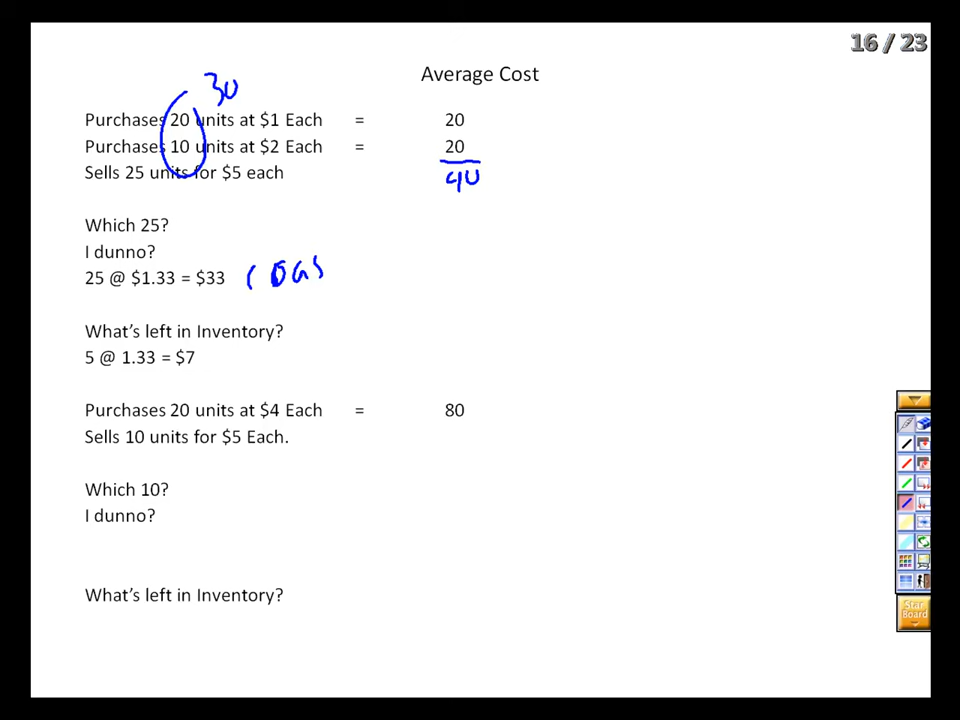 16 / 23
Average Cost
30
Purchases 20 units at $1 Each = 20
Purchases 10 units at $2 Each = 20
Sells 25 units for $5 each
40
Which 25?
I dunno?
25 @ $1.33 = $33 COGS
What's left in Inventory?
5 @ 1.33 = $7
Purchases 20 units at $4 Each = 80
Sells 10 units for $5 Each.
Which 10?
I dunno?
What's left in Inventory?
Star
Board